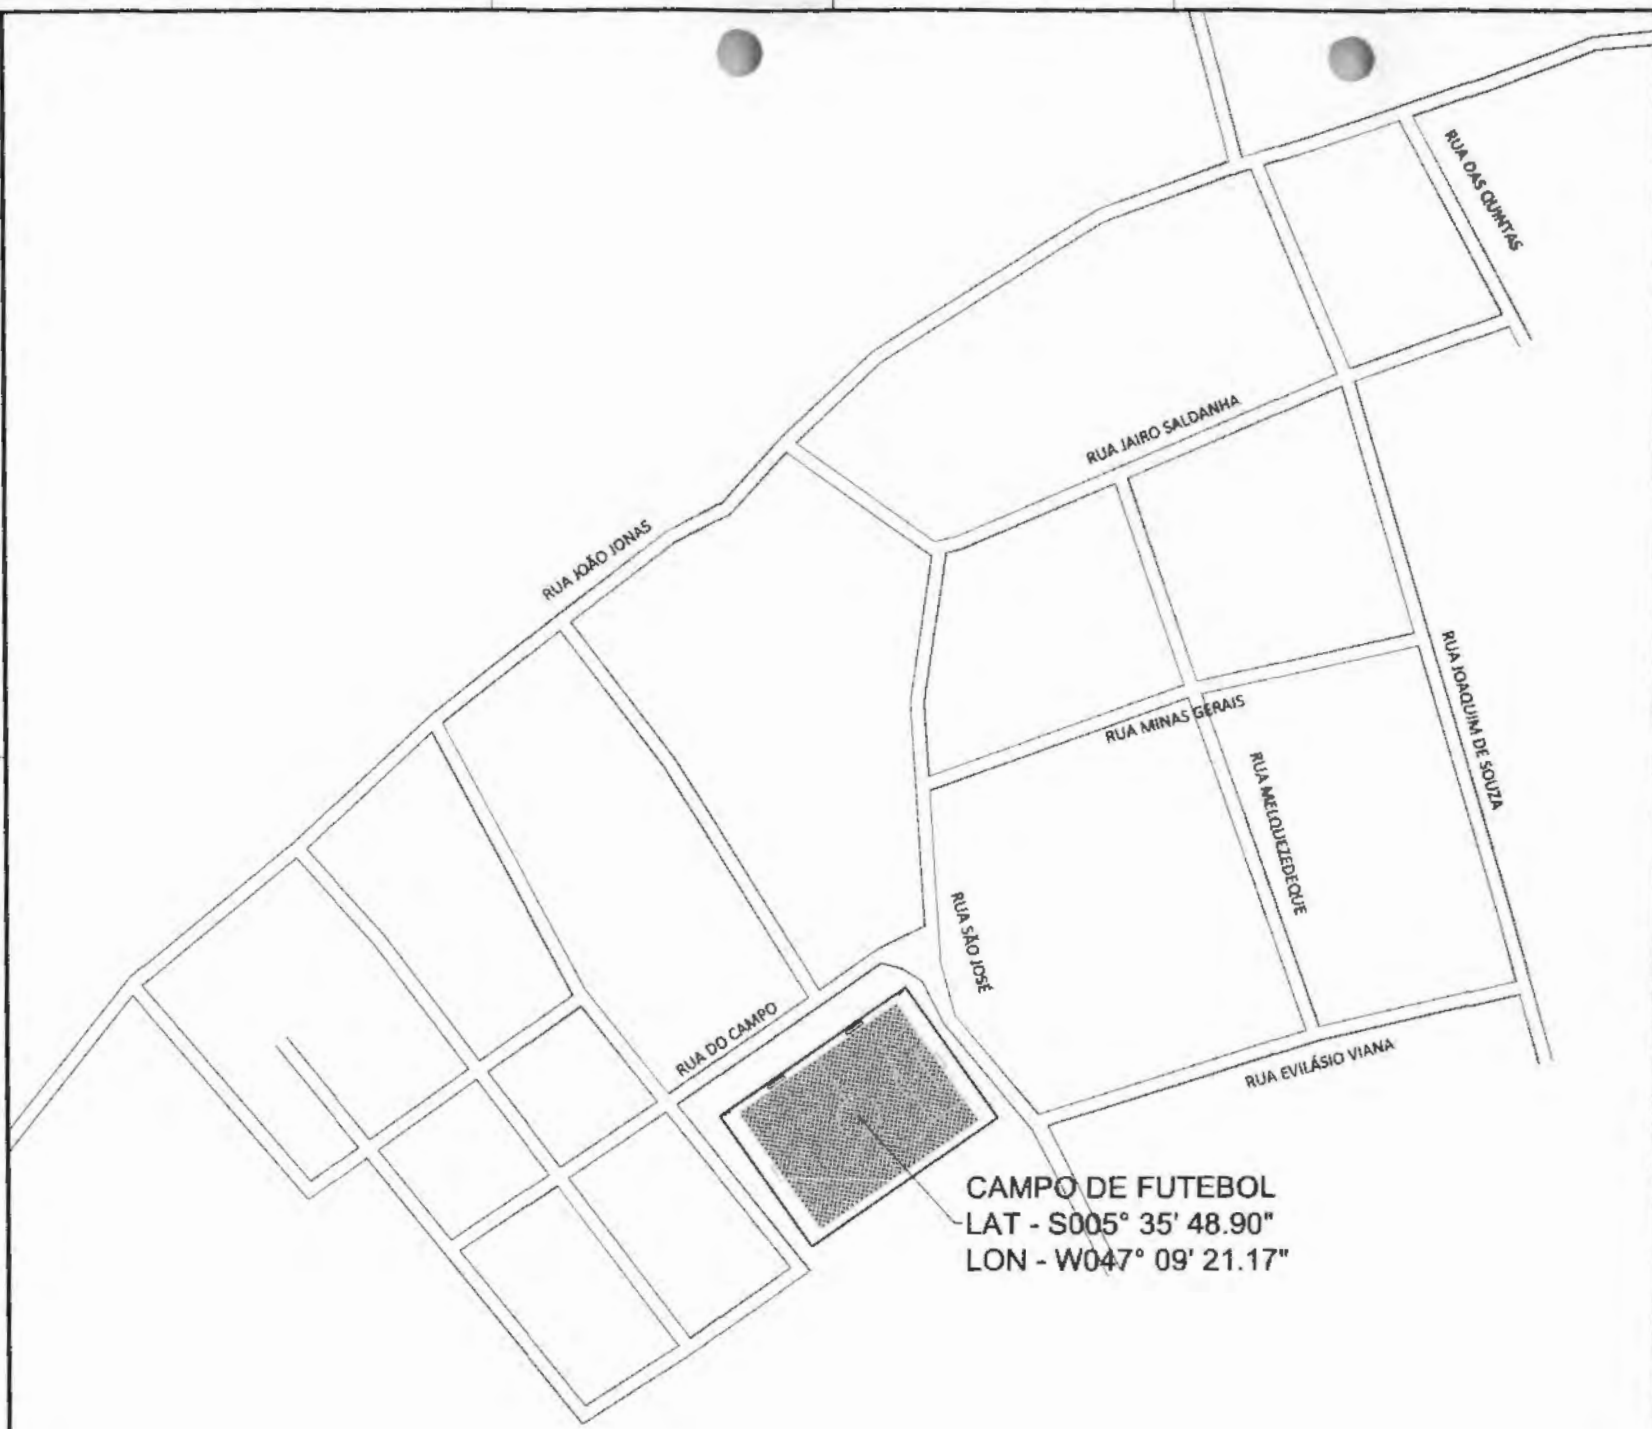 RUA DAS QUINTAS
RUA JAIRO SALDANHA
RUA JOÃO JONAS
RUA JOAQUIM DE SOUZA
RUA MINAS GERAIS
RUA MELQUEZEDEQUE
RUA SÃO JOSÉ
RUA DO CAMPO
RUA EVILÁSIO VIANA
CAMPO DE FUTEBOL
LAT - S005° 35' 48.90"
LON - W047° 09' 21.17"